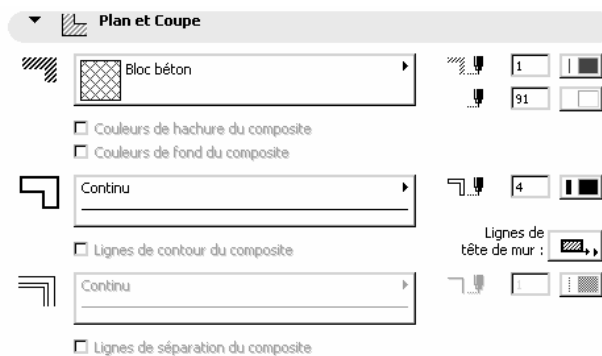 Plan et Coupe
Bloc béton
1
91
Couleurs de hachure du composite
Couleurs de fond du composite
Continu
4
Lignes de contour du composite
Lignes de
tête de mur :
Continu
1
Lignes de séparation du composite